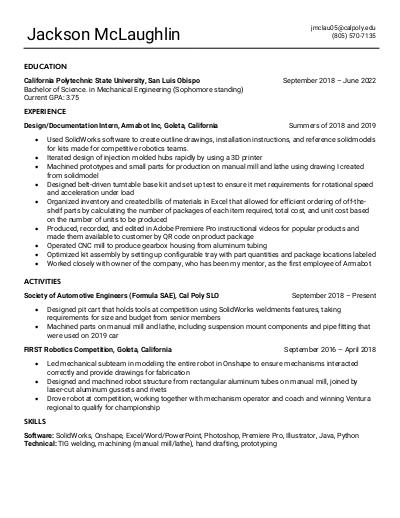 Jackson McLaughlin
jmclau05@calpoly.edu
(805) 570-7135
EDUCATION
California Polytechnic State University, San Luis Obispo September 2018 – June 2022
Bachelor of Science. in Mechanical Engineering (Sophomore standing)
Current GPA: 3.75
EXPERIENCE
Design/Documentation Intern, Armabot Inc, Goleta, California Summers of 2018 and 2019
• Used SolidWorks software to create outline drawings, installation instructions, and reference solidmodels
for kits made for competitive robotics teams.
• Iterated design of injection molded hubs rapidly by using a 3D printer
• Machined prototypes and small parts for production on manual mill and lathe using drawing I created
from solidmodel
• Designed belt-driven turntable base kit and set up test to ensure it met requirements for rotational speed
and acceleration under load
• Organized inventory and created bills of materials in Excel that allowed for efficient ordering of off-the-
shelf parts by calculating the number of packages of each item required, total cost, and unit cost based
on the number of units to be produced
• Produced, recorded, and edited in Adobe Premiere Pro instructional videos for popular products and
made them available to customer by QR code on product package
• Operated CNC mill to produce gearbox housing from aluminum tubing
• Optimized kit assembly by setting up configurable tray with part quantities and package locations labeled
• Worked closely with owner of the company, who has been my mentor, as the first employee of Armabot
ACTIVITIES
Society of Automotive Engineers (Formula SAE), Cal Poly SLO September 2018 – Present
• Designed pit cart that holds tools at competition using SolidWorks weldments features, taking
requirements for size and budget from senior members
• Machined parts on manual mill and lathe, including suspension mount components and pipe fitting that
were used on 2019 car
FIRST Robotics Competition, Goleta, California September 2016 – April 2018
• Led mechanical subteam in modeling the entire robot in Onshape to ensure mechanisms interacted
correctly and provide drawings for fabrication
• Designed and machined robot structure from rectangular aluminum tubes on manual mill, joined by
laser-cut aluminum gussets and rivets
• Drove robot at competition, working together with mechanism operator and coach and winning Ventura
regional to qualify for championship
SKILLS
Software: SolidWorks, Onshape, Excel/Word/PowerPoint, Photoshop, Premiere Pro, Illustrator, Java, Python
Technical: TIG welding, machining (manual mill/lathe), hand drafting, prototyping